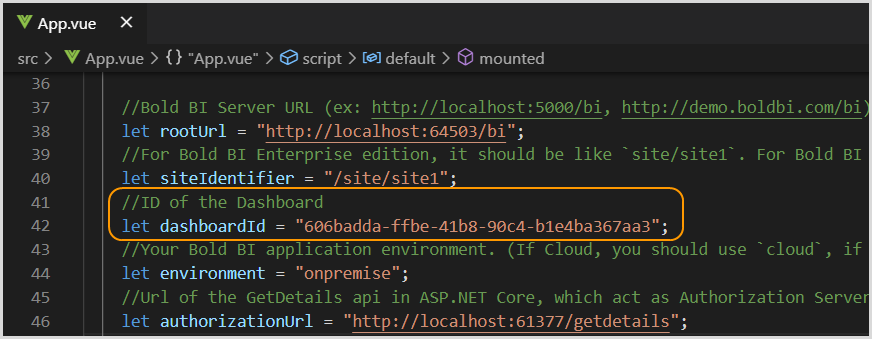 App.vue ×
src > App.vue > {} "App.vue" > script > default > mounted
36
37 //Bold BI Server URL (ex: http://localhost:5000/bi, http://demo.boldbi.com/bi)
38 let rootUrl = "http://localhost:64503/bi";
39 //For Bold BI Enterprise edition, it should be like `site/site1`. For Bold BI
40 let siteIdentifier = "/site/site1";
41 //ID of the Dashboard
42 let dashboardId = "606badda-ffbe-41b8-90c4-b1e4ba367aa3";
43 //Your Bold BI application environment. (If Cloud, you should use `cloud`, if
44 let environment = "onpremise";
45 //Url of the GetDetails api in ASP.NET Core, which act as Authorization Server
46 let authorizationUrl = "http://localhost:61377/getdetails";